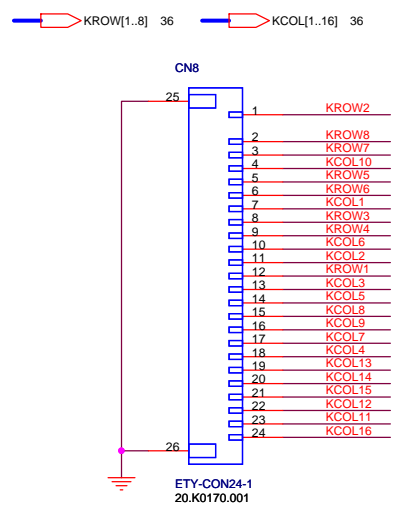 KROW[1..8] 36 KCOL[1..16] 36
CN8
25
1 KROW2
2 KROW8
3 KROW7
4 KCOL10
5 KROW5
6 KROW6
7 KCOL1
8 KROW3
9 KROW4
10 KCOL6
11 KCOL2
12 KROW1
13 KCOL3
14 KCOL5
15 KCOL8
16 KCOL9
17 KCOL7
18 KCOL4
19 KCOL13
20 KCOL14
21 KCOL15
22 KCOL12
23 KCOL11
26 24 KCOL16
ETY-CON24-1
20.K0170.001